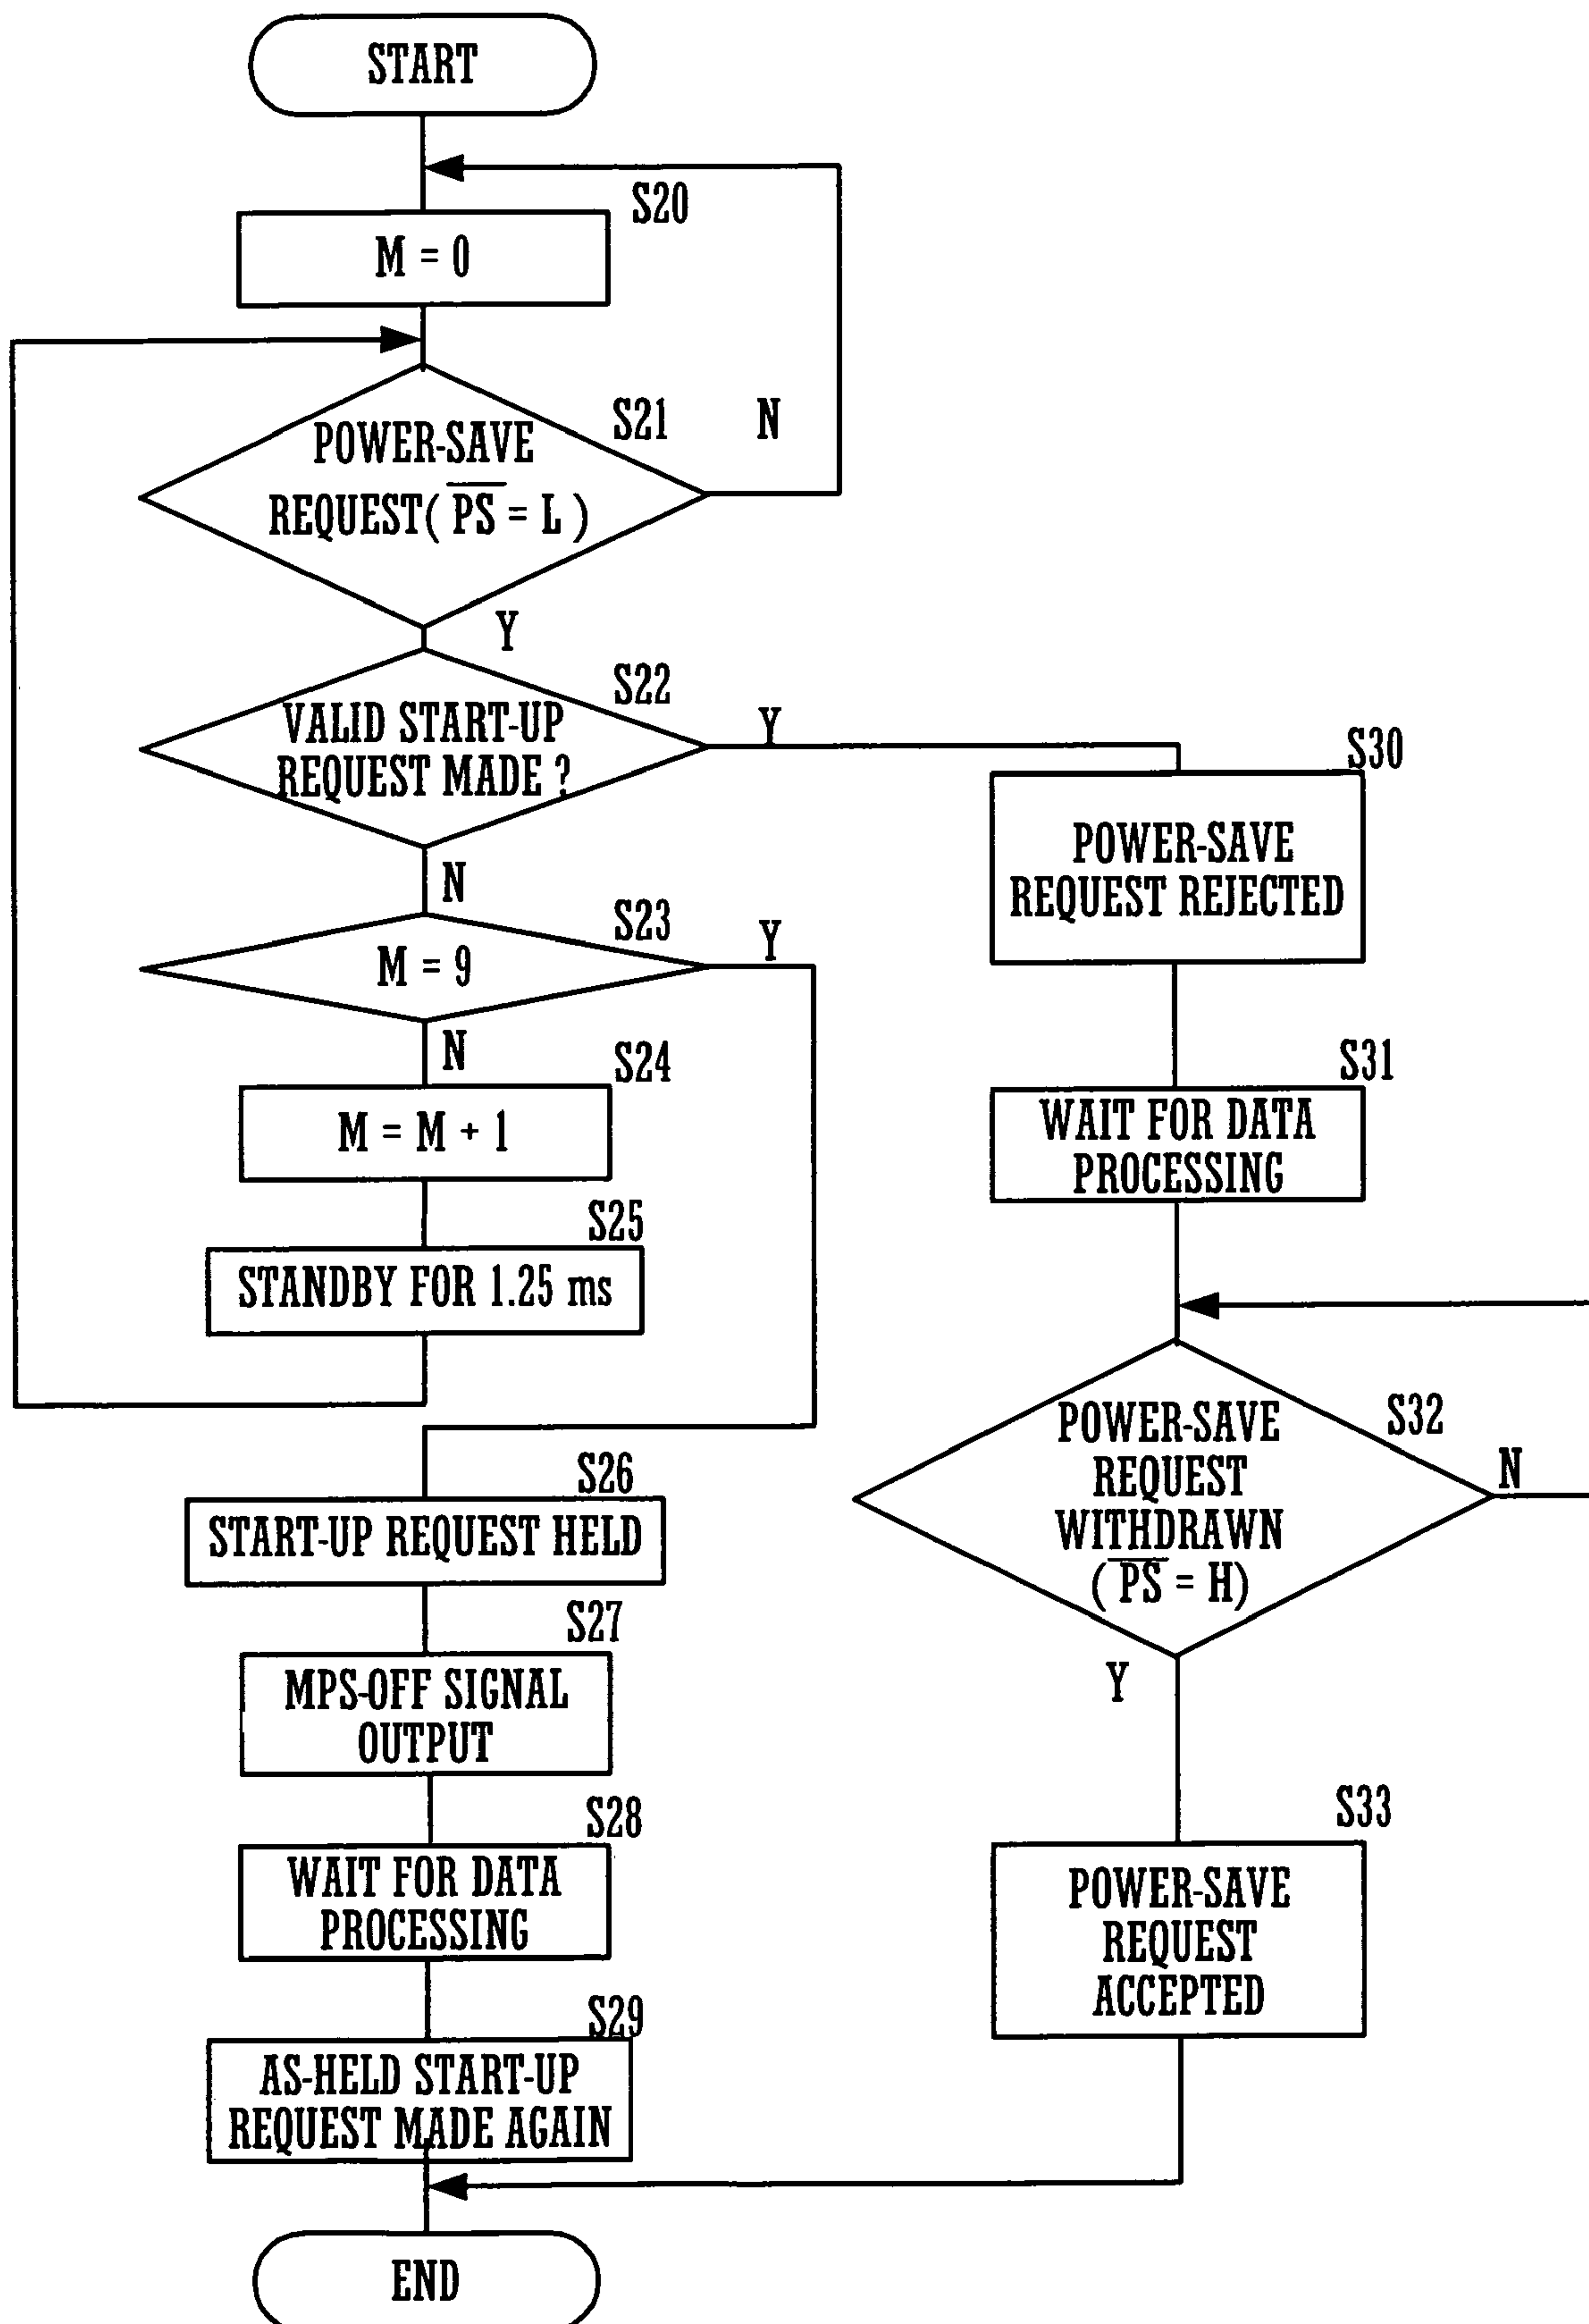 START
S20
M = 0
S21
N
POWER-SAVE
REQUEST( P̅S̅ = L )
Y
S22
Y
VALID START-UP
REQUEST MADE ?
N
S23
Y
M = 9
N
S24
M = M + 1
S25
STANDBY FOR 1.25 ms
S26
START-UP REQUEST HELD
S27
MPS-OFF SIGNAL
OUTPUT
S28
WAIT FOR DATA
PROCESSING
S29
AS-HELD START-UP
REQUEST MADE AGAIN
END
S30
POWER-SAVE
REQUEST REJECTED
S31
WAIT FOR DATA
PROCESSING
S32
N
POWER-SAVE
REQUEST
WITHDRAWN
( P̅S̅ = H)
Y
S33
POWER-SAVE
REQUEST
ACCEPTED